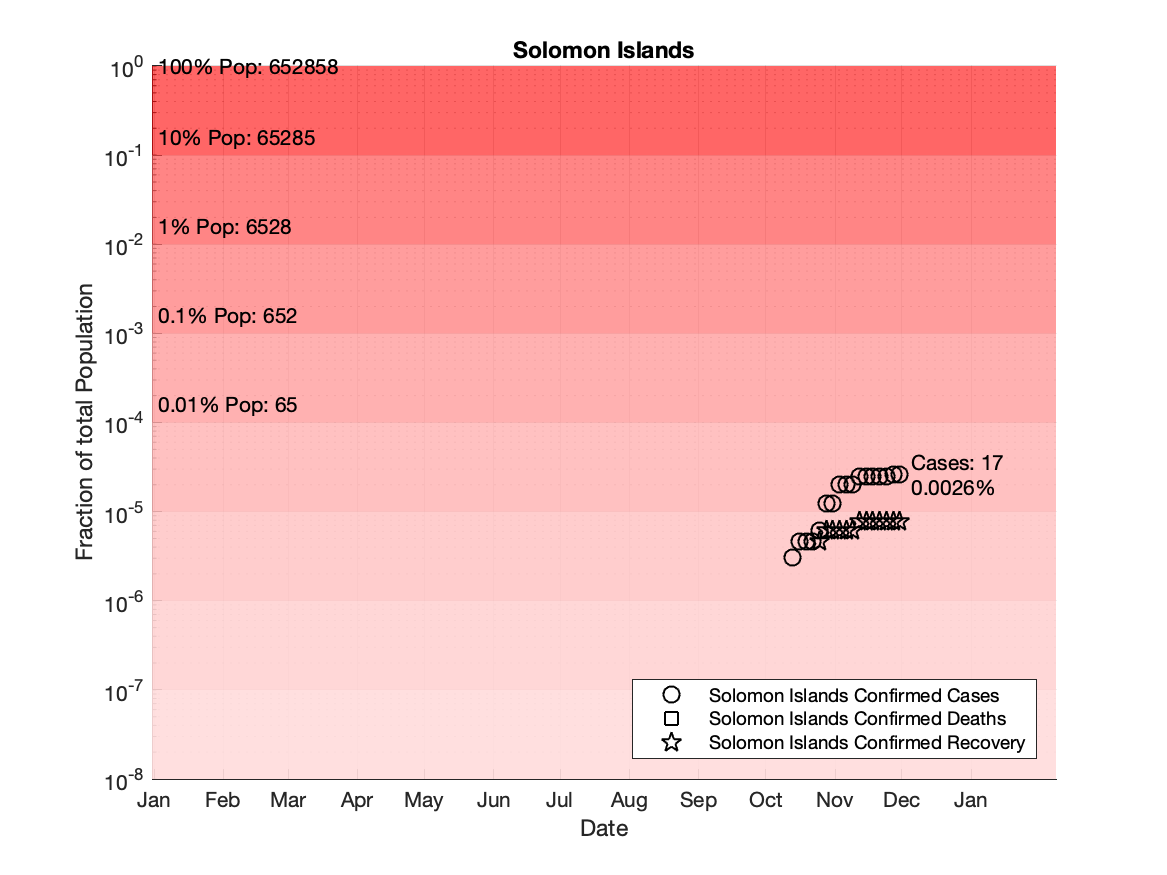 Solomon Islands
10^0
100% Pop: 652858
10% Pop: 65285
10^-1
1% Pop: 6528
10^-2
0.1% Pop: 652
10^-3
0.01% Pop: 65
10^-4
Cases: 17
0.0026%
10^-5
10^-6
10^-7
10^-8
Fraction of total Population
Solomon Islands Confirmed Cases
Solomon Islands Confirmed Deaths
Solomon Islands Confirmed Recovery
Jan Feb Mar Apr May Jun Jul Aug Sep Oct Nov Dec Jan
Date